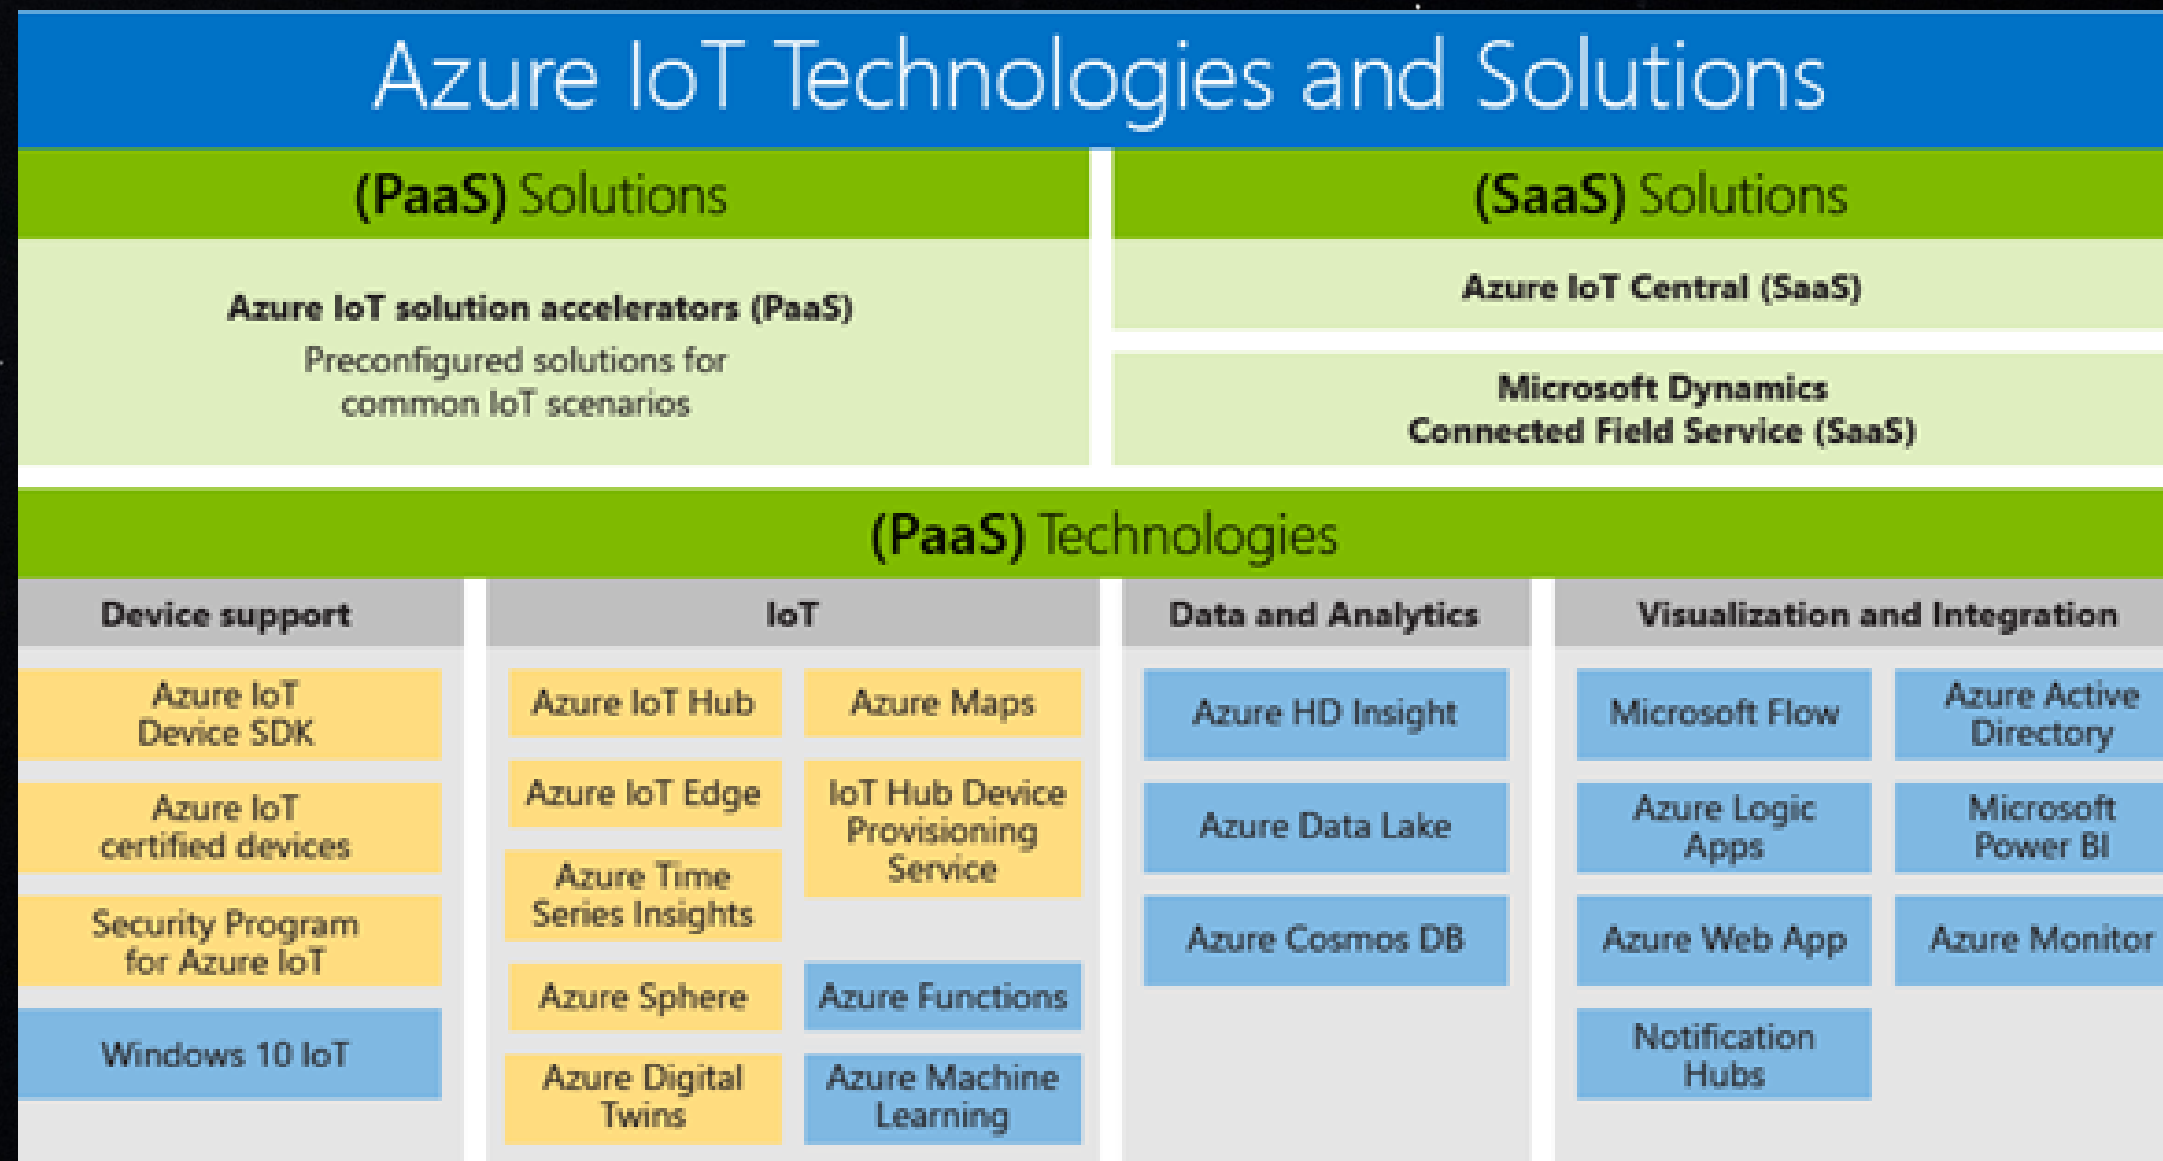 Azure IoT Technologies and Solutions
(PaaS) Solutions
Azure IoT solution accelerators (PaaS)
Preconfigured solutions for
common IoT scenarios
(SaaS) Solutions
Azure IoT Central (SaaS)
Microsoft Dynamics
Connected Field Service (SaaS)
(PaaS) Technologies
Device support
Azure IoT
Device SDK
Azure IoT
certified devices
Security Program
for Azure IoT
Windows 10 IoT
IoT
Azure IoT Hub
Azure IoT Edge
Azure Time
Series Insights
Azure Sphere
Azure Digital
Twins
Azure Maps
IoT Hub Device
Provisioning
Service
Azure Functions
Azure Machine
Learning
Data and Analytics
Azure HD Insight
Azure Data Lake
Azure Cosmos DB
Visualization and Integration
Microsoft Flow
Azure Logic
Apps
Azure Web App
Notification
Hubs
Azure Active
Directory
Microsoft
Power BI
Azure Monitor